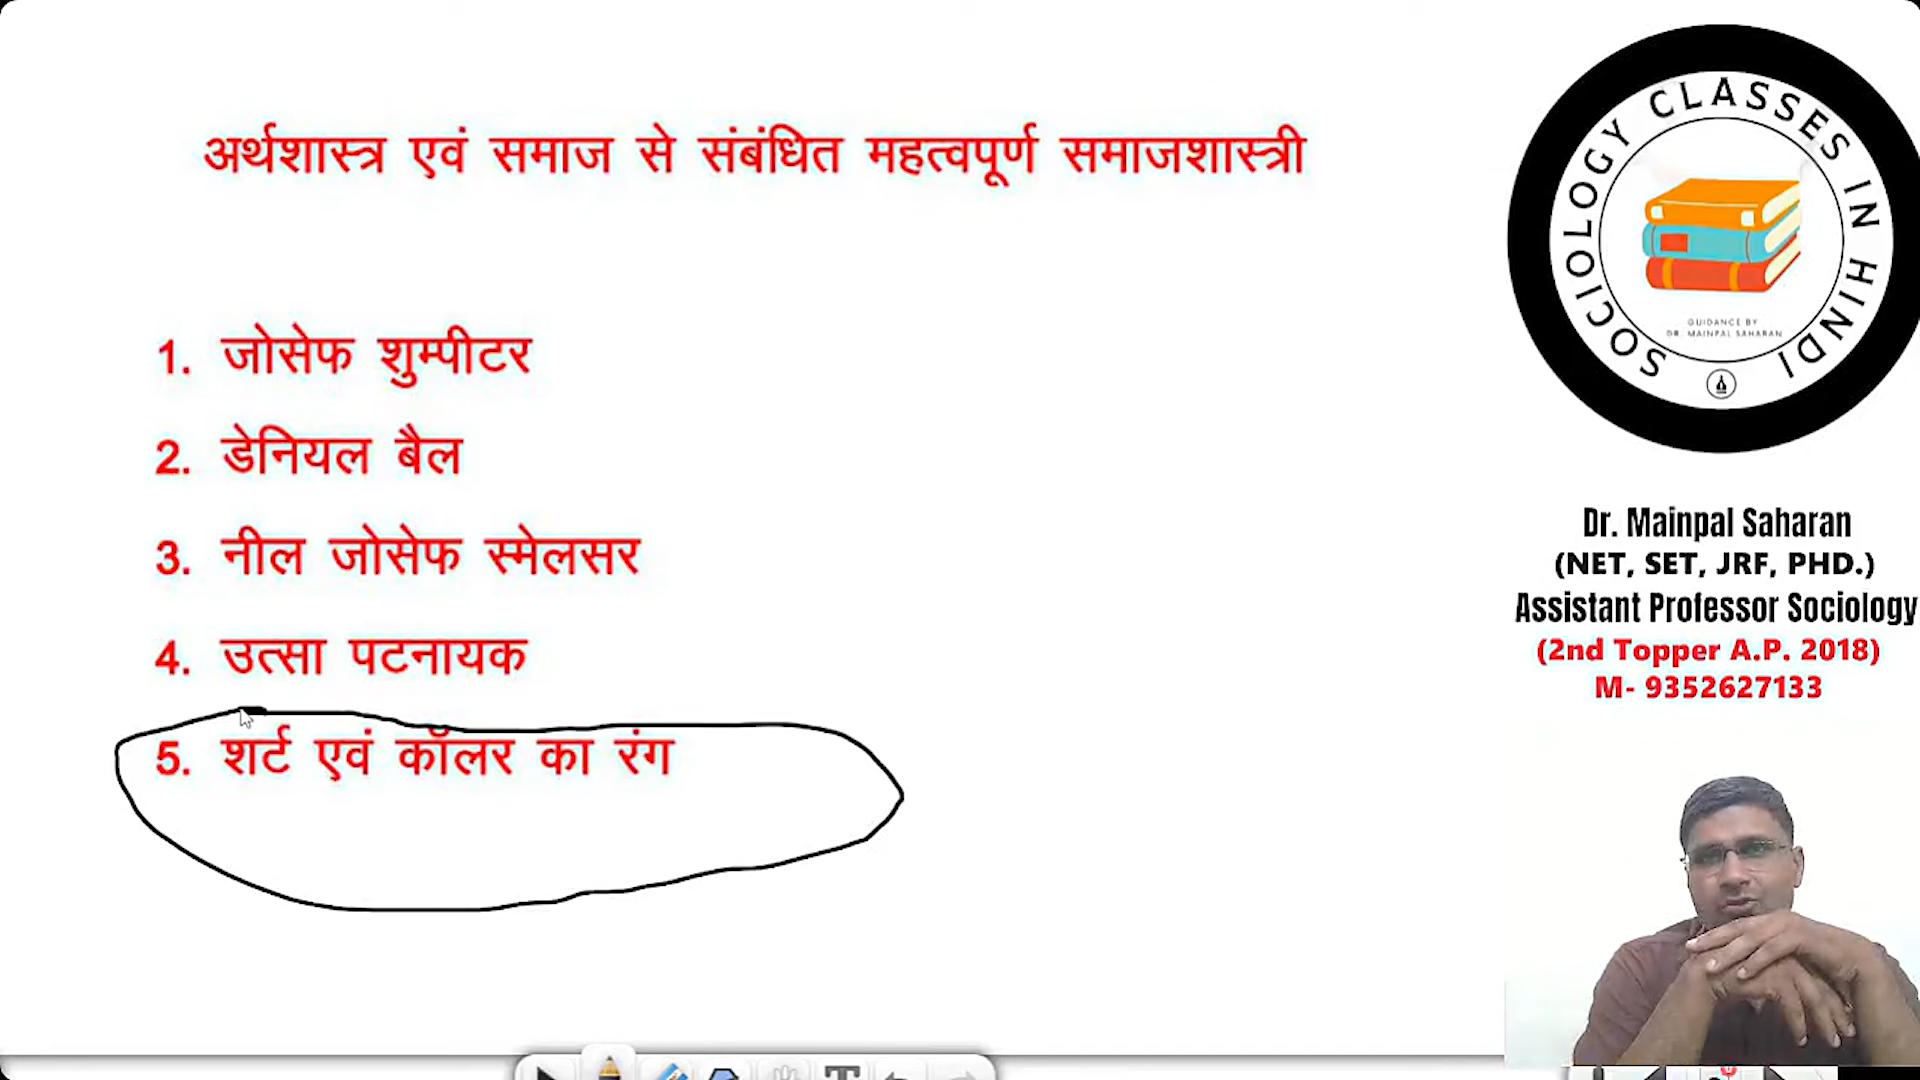 अर्थशास्त्र एवं समाज से संबंधित महत्वपूर्ण समाजशास्त्री
1. जोसेफ शुम्पीटर
2. डेनियल बैल
3. नील जोसेफ स्मेलसर
4. उत्सा पटनायक
5. शर्ट एवं कॉलर का रंग
SOCIOLOGY CLASSES IN HINDI
GUIDANCE BY
DR. MAINPAL SAHARAN
Dr. Mainpal Saharan
(NET, SET, JRF, PHD.)
Assistant Professor Sociology
(2nd Topper A.P. 2018)
M- 9352627133